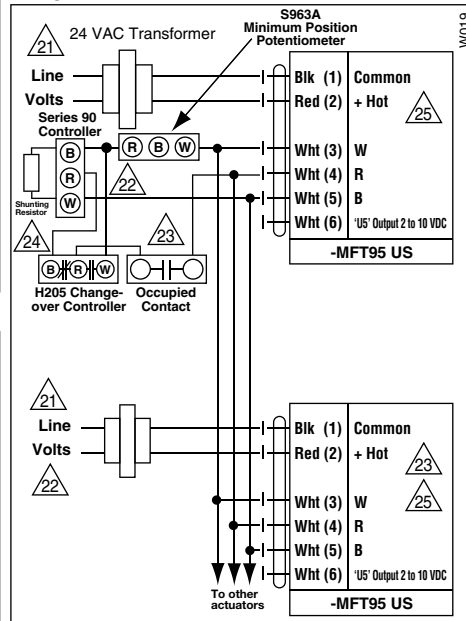 W019
S963A
Minimum Position
Potentiometer
21
24 VAC Transformer
Line
Volts
Blk (1) Common
Red (2) + Hot
25
Series 90
Controller
B
R
W
R B W
Wht (3) W
Wht (4) R
Wht (5) B
Wht (6) 'U5' Output 2 to 10 VDC
-MFT95 US
22
Shunting
Resistor
24
23
B R W
H205 Change-
over Controller
Occupied
Contact
21
Line
Volts
22
Blk (1) Common
Red (2) + Hot
23
25
Wht (3) W
Wht (4) R
Wht (5) B
Wht (6) 'U5' Output 2 to 10 VDC
-MFT95 US
To other
actuators